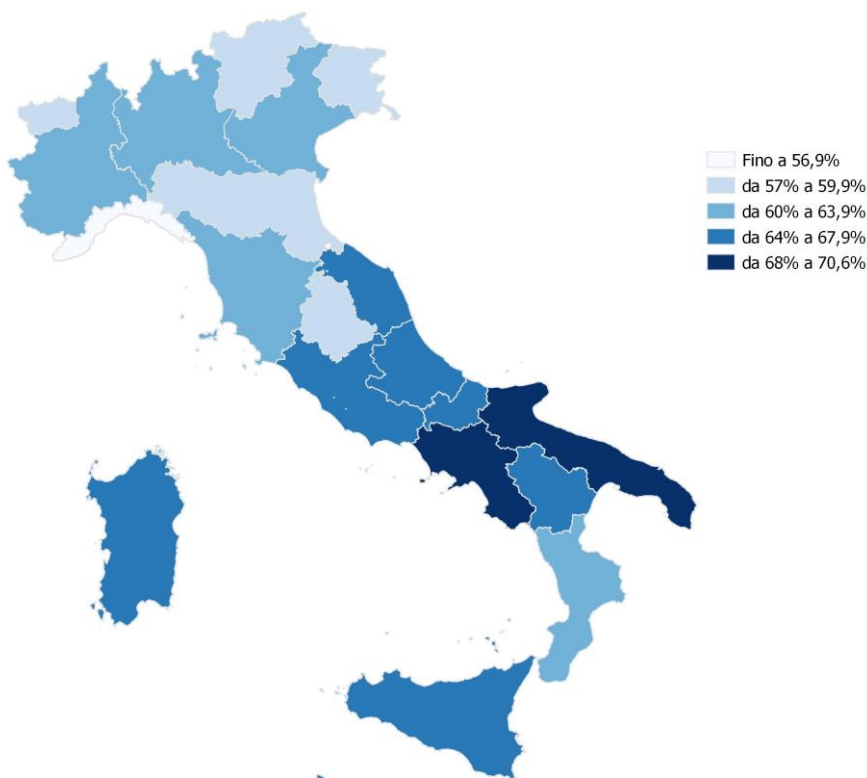 Fino a 56,9%
da 57% a 59,9%
da 60% a 63,9%
da 64% a 67,9%
da 68% a 70,6%